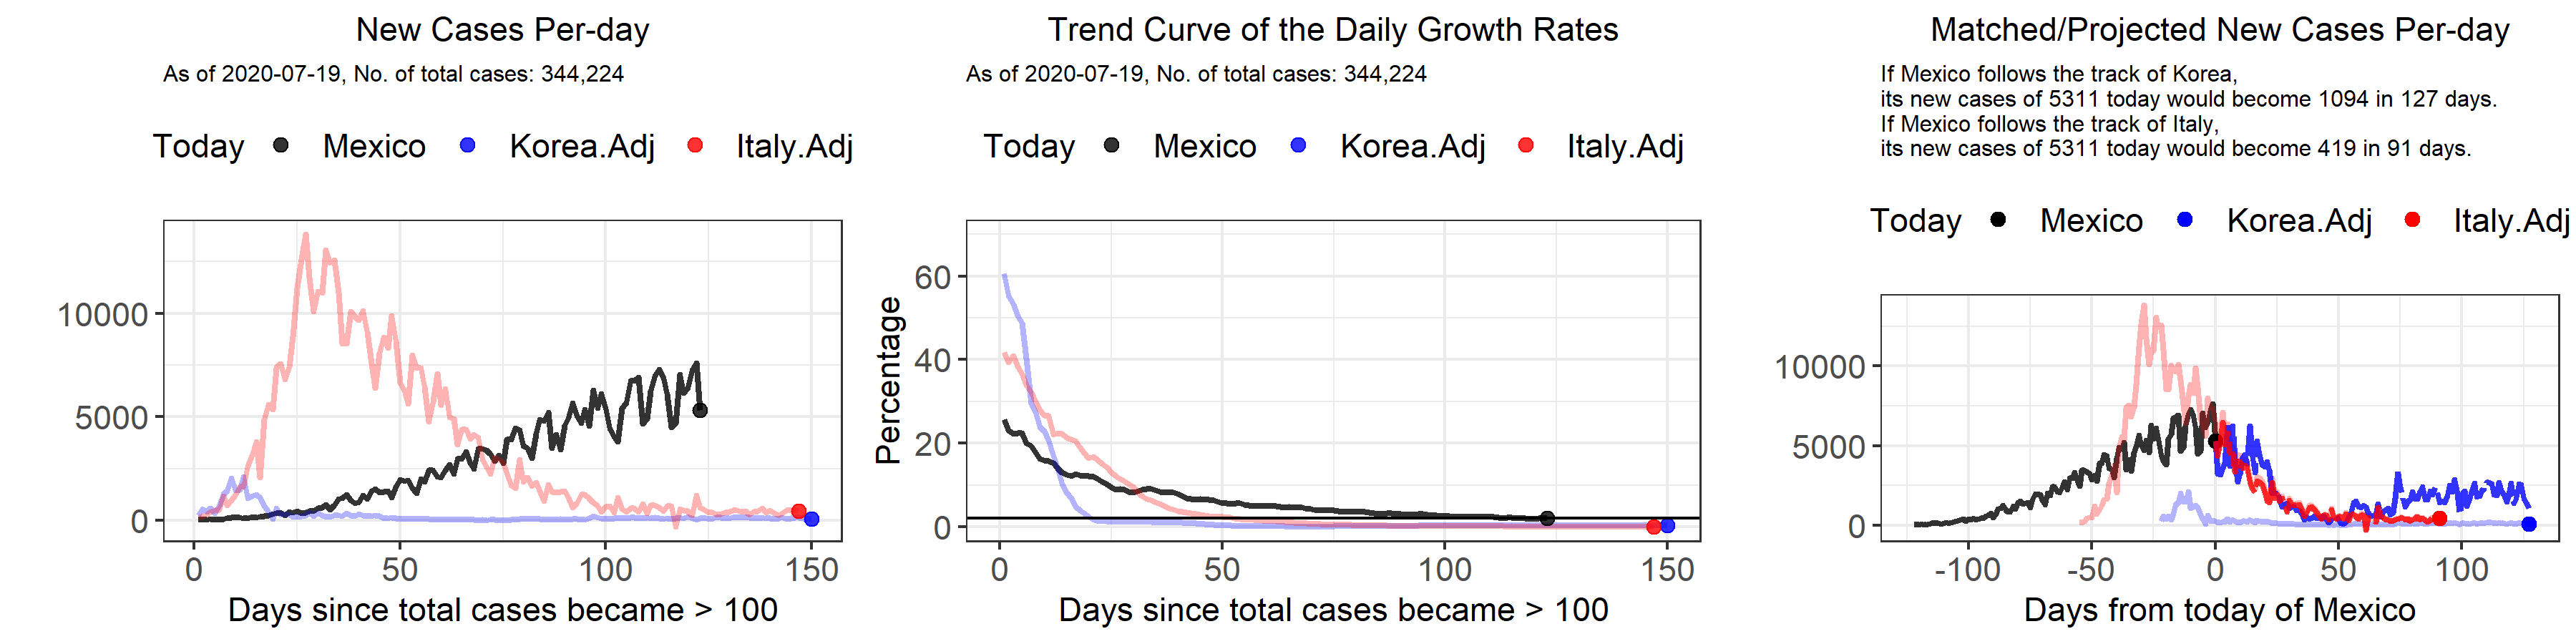 New Cases Per-day
As of 2020-07-19, No. of total cases: 344,224
Today Mexico Korea.Adj Italy.Adj
10000
5000
0
0 50 100 150
Days since total cases became > 100
Trend Curve of the Daily Growth Rates
As of 2020-07-19, No. of total cases: 344,224
Today Mexico Korea.Adj Italy.Adj
Percentage
60
40
20
0
0 50 100 150
Days since total cases became > 100
Matched/Projected New Cases Per-day
If Mexico follows the track of Korea,
its new cases of 5311 today would become 1094 in 127 days.
If Mexico follows the track of Italy,
its new cases of 5311 today would become 419 in 91 days.
Today Mexico Korea.Adj Italy.Adj
10000
5000
0
-100 -50 0 50 100
Days from today of Mexico